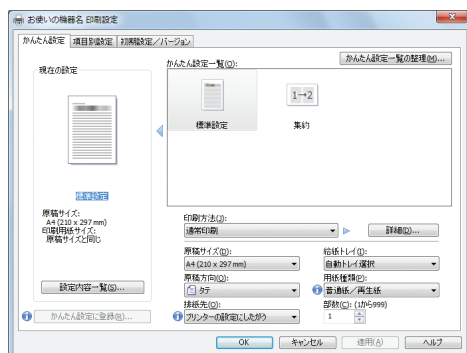 お使いの機器名 印刷設定
かんたん設定 項目別設定 初期設定／バージョン
現在の設定
かんたん設定一覧(O):
かんたん設定一覧の整理(M)...
1→2
標準設定
集約
標準設定
原稿サイズ:
A4 (210 x 297 mm)
印刷用紙サイズ:
原稿サイズと同じ
設定内容一覧(S)...
かんたん設定に登録(R)...
印刷方法(J):
通常印刷
詳細(Q)...
原稿サイズ(D):
A4 (210 x 297 mm)
給紙トレイ(I):
自動トレイ選択
原稿方向(Q):
タテ
用紙種類(P):
普通紙／再生紙
排紙先(O):
プリンターの設定にしたがう
部数(C): (1から999)
1
OK キャンセル 適用(A) ヘルプ